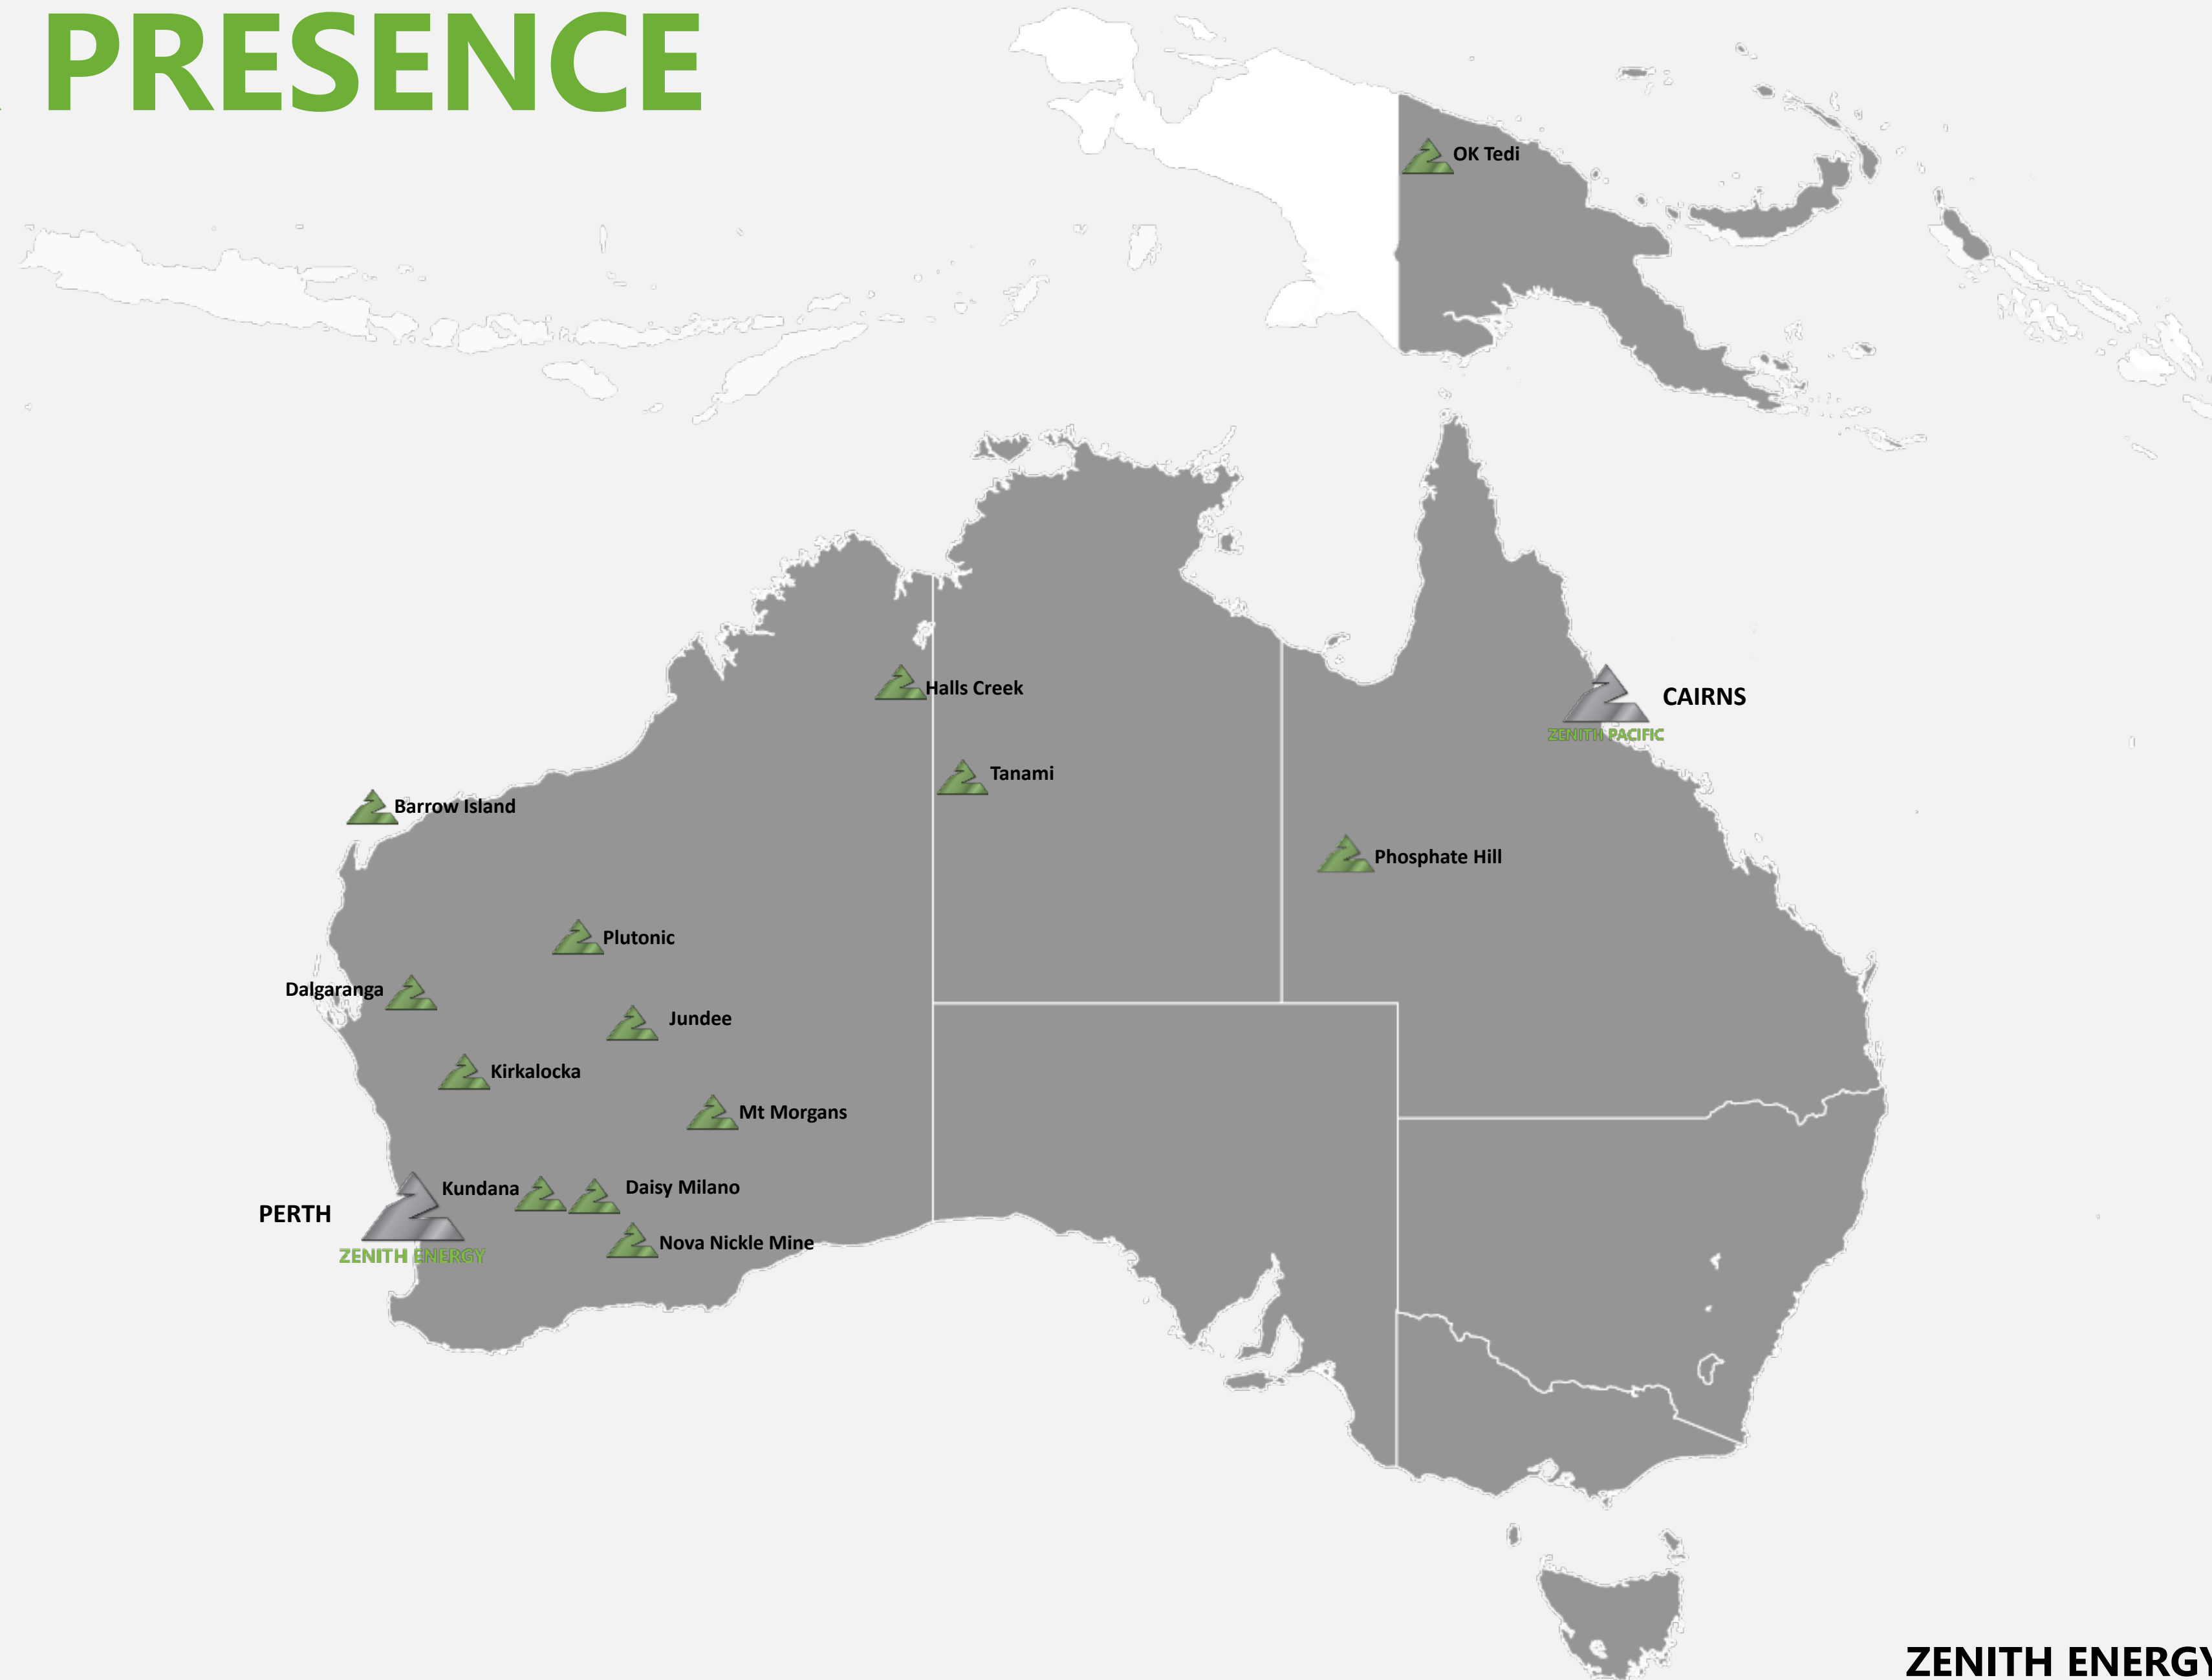 PRESENCE
OK Tedi
Halls Creek
CAIRNS
ZENITH PACIFIC
Tanami
Barrow Island
Phosphate Hill
Plutonic
Dalgaranga
Jundee
Kirkalocka
Mt Morgans
Kundana
Daisy Milano
PERTH
ZENITH ENERGY
Nova Nickle Mine
ZENITH ENERGY